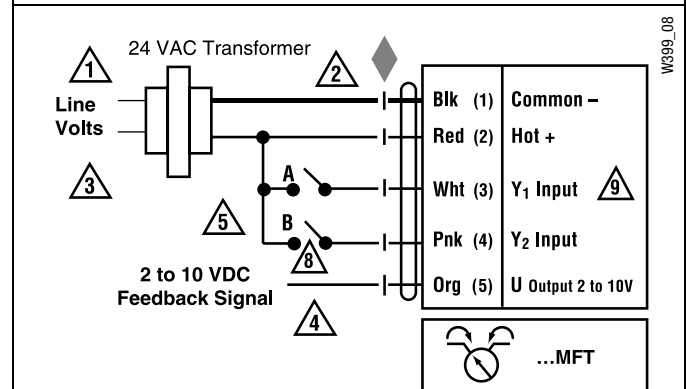 W399_08
24 VAC Transformer
1
2
Line
Volts
3
Blk (1) Common –
Red (2) Hot +
A
Wht (3) Y₁ Input
9
5
B
Pnk (4) Y₂ Input
8
2 to 10 VDC
Feedback Signal
Org (5) U Output 2 to 10V
4
...MFT